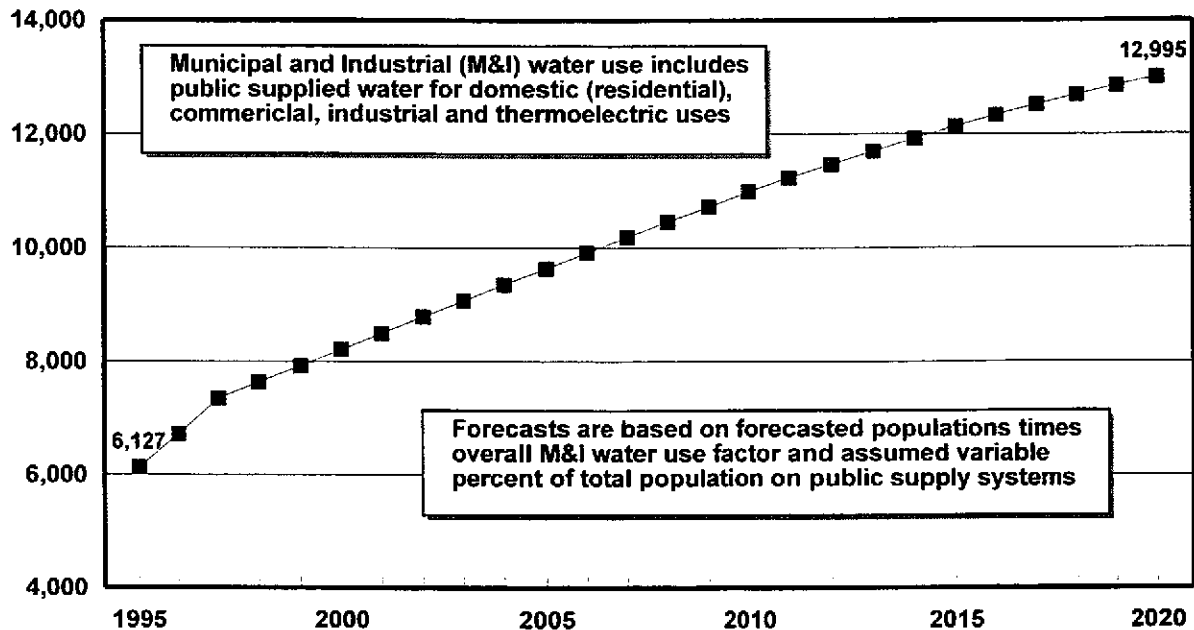 14,000
12,995
Municipal and Industrial (M&I) water use includes
public supplied water for domestic (residential),
commericlal, industrial and thermoelectric uses
12,000
10,000
8,000
6,127
Forecasts are based on forecasted populations times
overall M&I water use factor and assumed variable
percent of total population on public supply systems
6,000
4,000
1995 2000 2005 2010 2015 2020